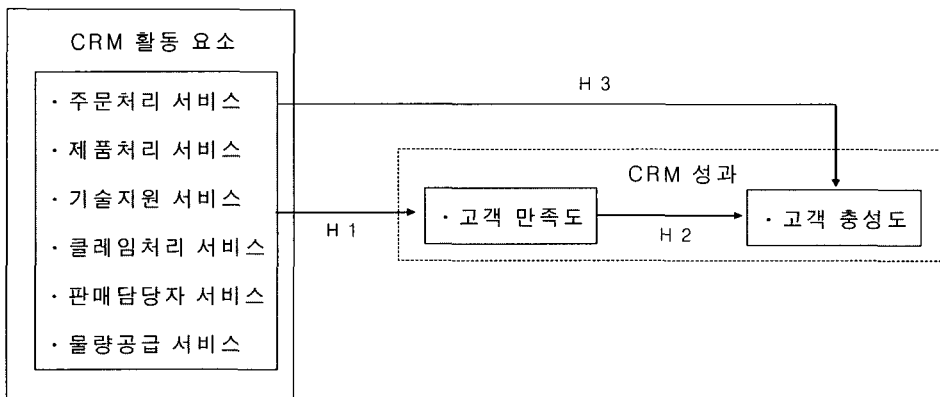 CRM 활동 요소
· 주문처리 서비스
· 제품처리 서비스
· 기술지원 서비스
· 클레임처리 서비스
· 판매담당자 서비스
· 물량공급 서비스
H 3
H 1
CRM 성과
· 고객 만족도
H 2
· 고객 충성도